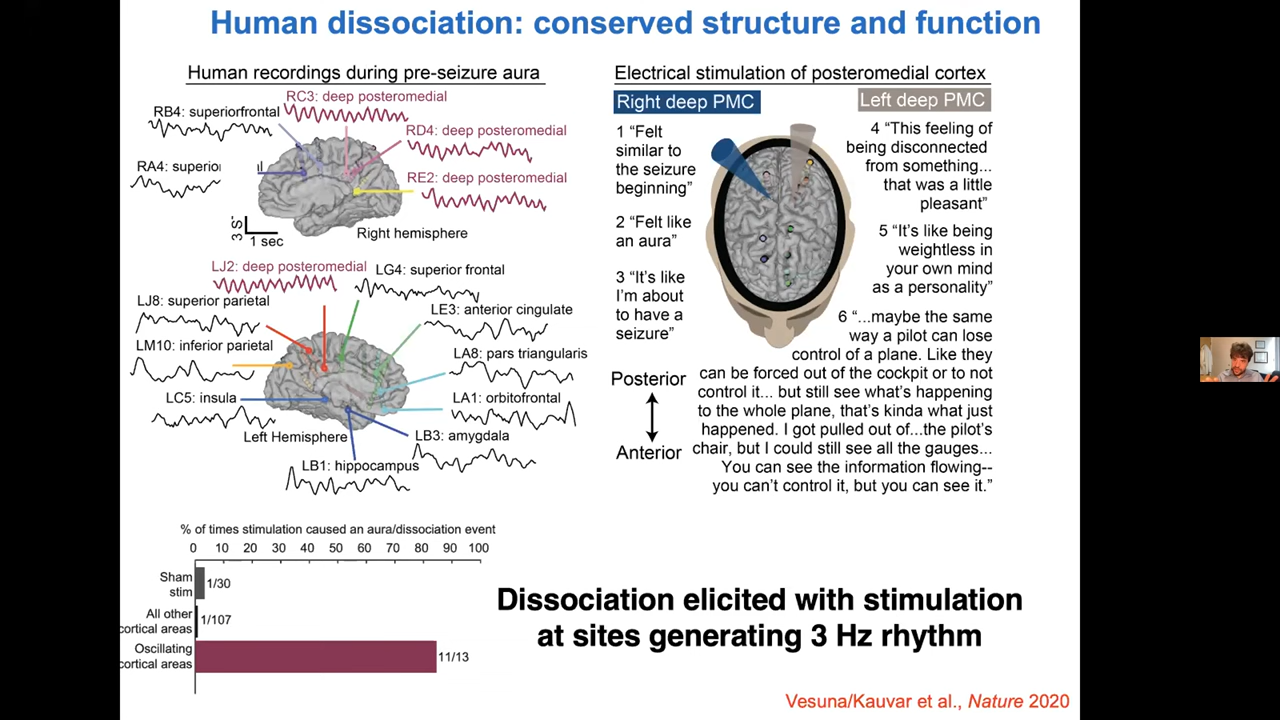 Human dissociation: conserved structure and function
Human recordings during pre-seizure aura
RC3: deep posteromedial
RB4: superiorfrontal
RD4: deep posteromedial
RA4: superio
al
RE2: deep posteromedial
3 S.
1 sec
Right hemisphere
LJ2: deep posteromedial
LG4: superior frontal
LJ8: superior parietal
LE3: anterior cingulate
LM10: inferior parietal
LA8: pars triangularis
LC5: insula
LA1: orbitofrontal
Left Hemisphere
LB3: amygdala
LB1: hippocampus
Electrical stimulation of posteromedial cortex
Right deep PMC
1 “Felt
similar to
the seizure
beginning”
2 “Felt like
an aura”
3 “It’s like
I’m about
to have a
seizure”
Posterior
Anterior
Left deep PMC
4 “This feeling of
being disconnected
from something...
that was a little
pleasant”
5 “It’s like being
weightless in
your own mind
as a personality”
6 “...maybe the same
way a pilot can lose
control of a plane. Like they
can be forced out of the cockpit or to not
control it... but still see what’s happening
to the whole plane, that’s kinda what just
happened. I got pulled out of...the pilot’s
chair, but I could still see all the gauges...
You can see the information flowing--
you can’t control it, but you can see it.”
% of times stimulation caused an aura/dissociation event
0 10 20 30 40 50 60 70 80 90 100
Sham
stim
1/30
All other
cortical areas
1/107
Oscillating
cortical areas
11/13
Dissociation elicited with stimulation
at sites generating 3 Hz rhythm
Vesuna/Kauvar et al., Nature 2020